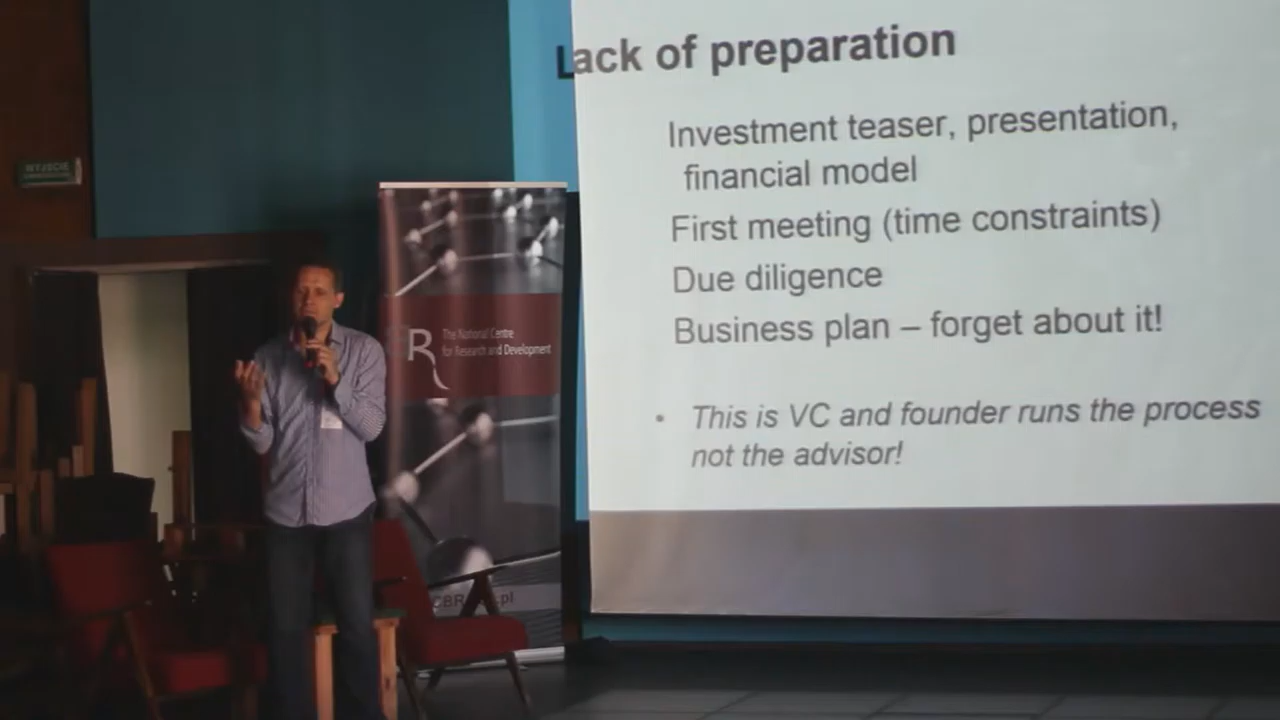 Lack of preparation
Investment teaser, presentation,
financial model
First meeting (time constraints)
Due diligence
Business plan – forget about it!
• This is VC and founder runs the process
not the advisor!
WYJŚCIE
R
The National Centre
for Research and Development